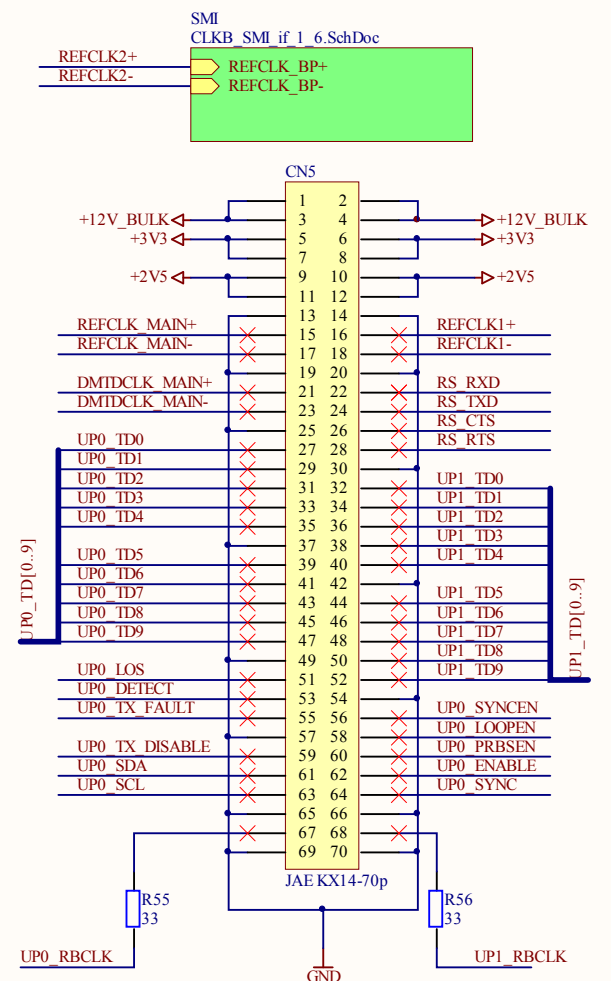 SMI
CLKB_SMI_if_1_6.SchDoc
REFCLK2+ REFCLK_BP+
REFCLK2- REFCLK_BP-
CN5
1 2
+12V_BULK 3 4 +12V_BULK
+3V3 5 6 +3V3
7 8
+2V5 9 10 +2V5
11 12
13 14
REFCLK_MAIN+ 15 16 REFCLK1+
REFCLK_MAIN- 17 18 REFCLK1-
19 20
DMTDCLK_MAIN+ 21 22 RS_RXD
DMTDCLK_MAIN- 23 24 RS_TXD
25 26 RS_CTS
UP0_TD0 27 28 RS_RTS
UP0_TD1 29 30
UP0_TD2 31 32 UP1_TD0
UP0_TD3 33 34 UP1_TD1
UP0_TD4 35 36 UP1_TD2
37 38 UP1_TD3
UP0_TD5 39 40 UP1_TD4
UP0_TD6 41 42
UP0_TD7 43 44 UP1_TD5
UP0_TD8 45 46 UP1_TD6
UP0_TD9 47 48 UP1_TD7
49 50 UP1_TD8
UP0_LOS 51 52 UP1_TD9
UP0_DETECT 53 54
UP0_TX_FAULT 55 56 UP0_SYNCEN
57 58 UP0_LOOPEN
UP0_TX_DISABLE 59 60 UP0_PRBSEN
UP0_SDA 61 62 UP0_ENABLE
UP0_SCL 63 64 UP0_SYNC
65 66
67 68
69 70
UP0_TD[0..9]
UP1_TD[0..9]
JAE KX14-70p
R55
33
R56
33
UP0_RBCLK
UP1_RBCLK
GND